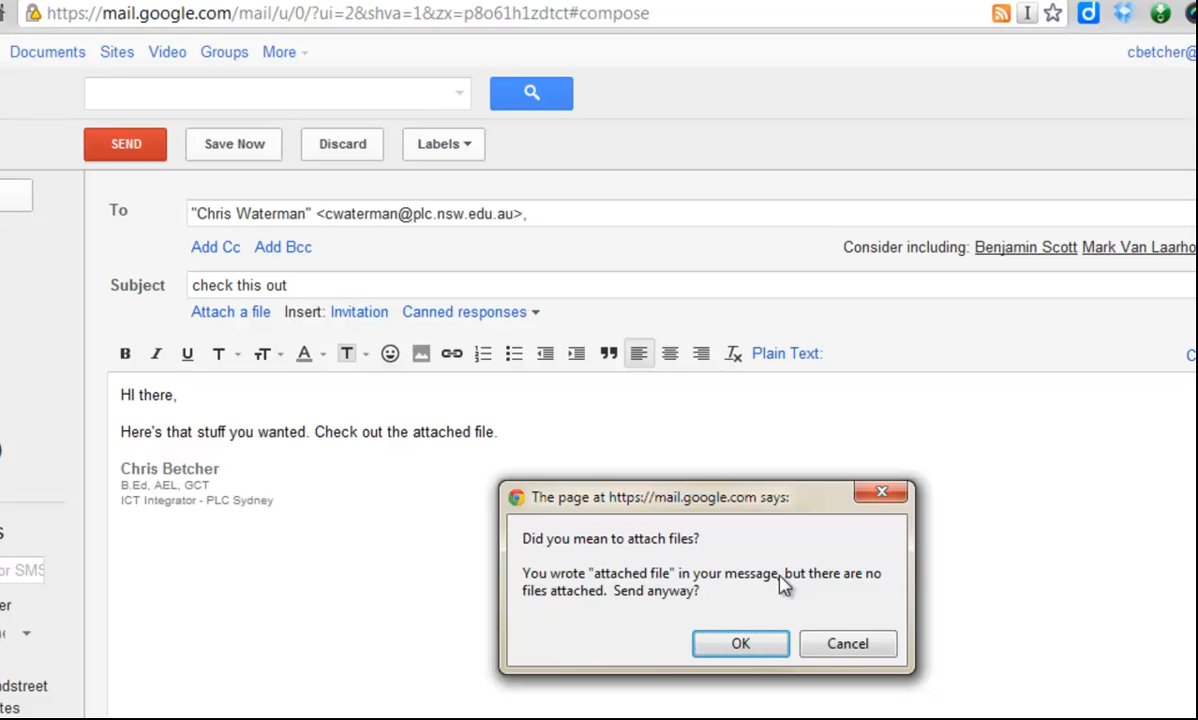 https://mail.google.com/mail/u/0/?ui=2&shva=1&zx=p8o61h1zdtct#compose
Documents Sites Video Groups More cbetcher@
SEND Save Now Discard Labels
To "Chris Waterman" <cwaterman@plc.nsw.edu.au>,
Add Cc Add Bcc Consider including: Benjamin Scott Mark Van Laarho
Subject check this out
Attach a file Insert: Invitation Canned responses
B I U T T A T Plain Text: C
HI there,
Here's that stuff you wanted. Check out the attached file.
Chris Betcher
B.Ed, AEL, GCT
ICT Integrator - PLC Sydney
The page at https://mail.google.com says:
Did you mean to attach files?
You wrote "attached file" in your message, but there are no
files attached. Send anyway?
OK Cancel
or SMS
er
ndstreet
tes